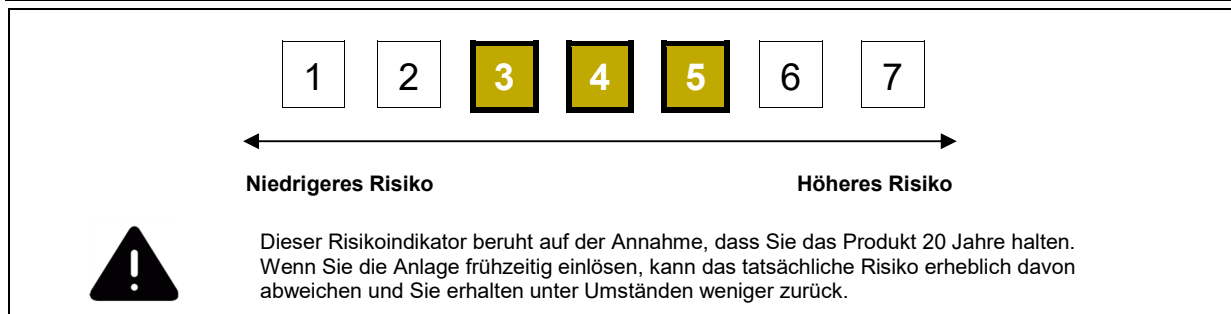 1 2 3 4 5 6 7
Niedrigeres Risiko Höheres Risiko
Dieser Risikoindikator beruht auf der Annahme, dass Sie das Produkt 20 Jahre halten.
Wenn Sie die Anlage frühzeitig einlösen, kann das tatsächliche Risiko erheblich davon
abweichen und Sie erhalten unter Umständen weniger zurück.